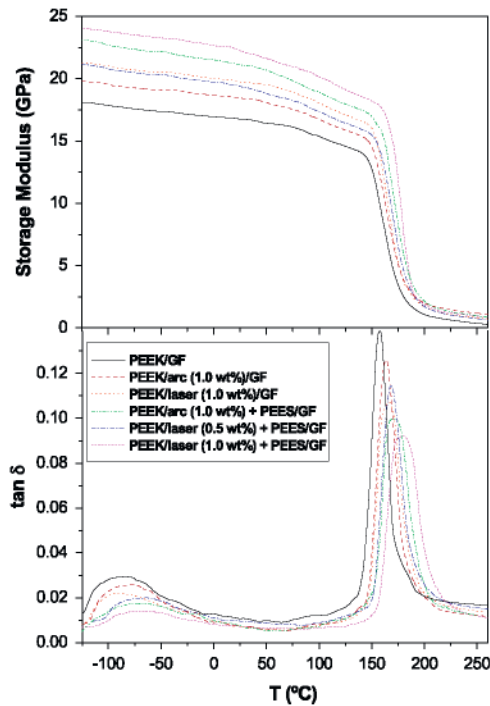 25
20
15
10
5
0
Storage Modulus (GPa)
PEEK/GF
PEEK/arc (1.0 wt%)/GF
PEEK/laser (1.0 wt%)/GF
PEEK/arc (1.0 wt%) + PEES/GF
PEEK/laser (0.5 wt%) + PEES/GF
PEEK/laser (1.0 wt%) + PEES/GF
0.12
0.10
0.08
0.06
0.04
0.02
0.00
tan δ
-100 -50 0 50 100 150 200 250
T (ºC)